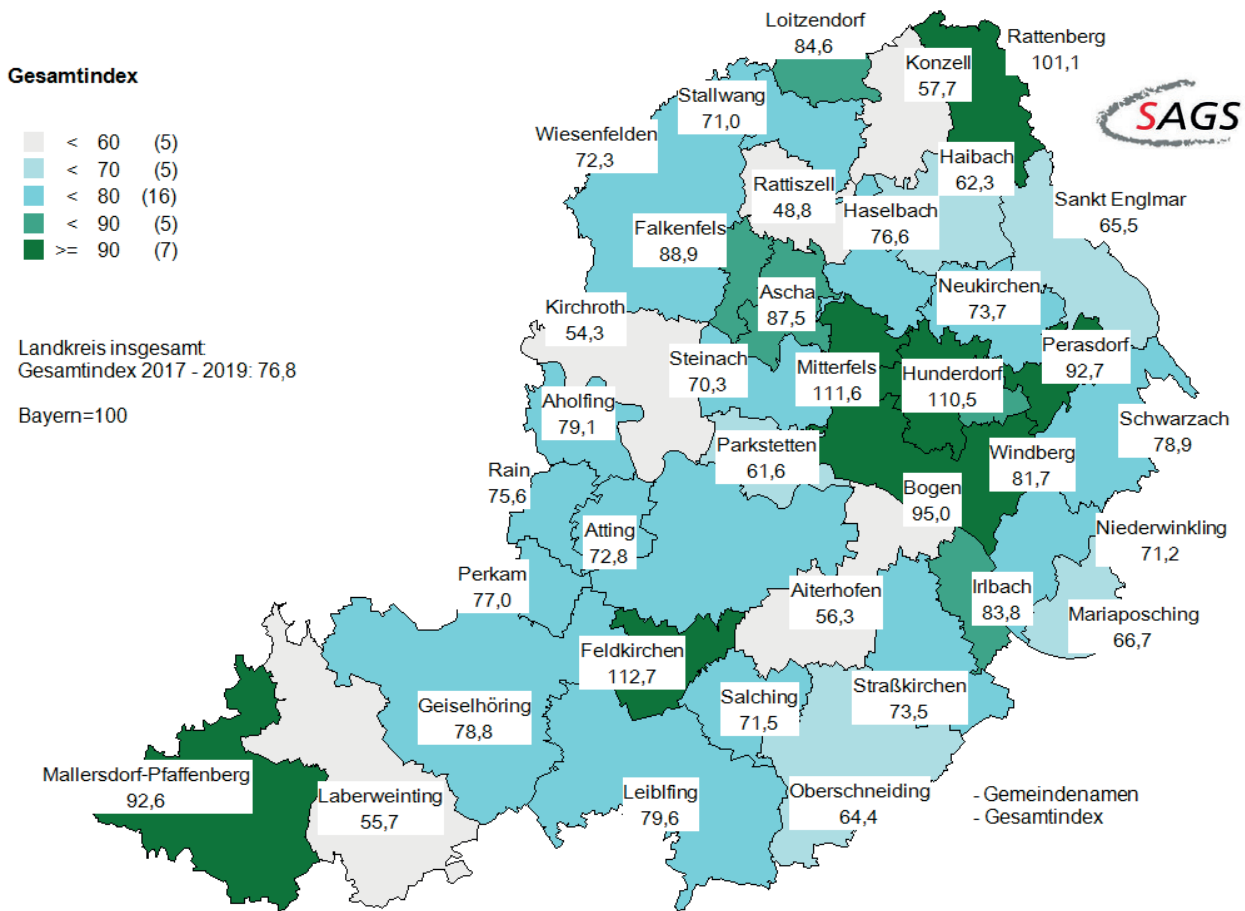 Gesamtindex
< 60 (5)
< 70 (5)
< 80 (16)
< 90 (5)
>= 90 (7)
Landkreis insgesamt:
Gesamtindex 2017 - 2019: 76,8
Bayern=100
SAGS
Loitzendorf
84,6
Konzell
57,7
Rattenberg
101,1
Stallwang
71,0
Wiesenfelden
72,3
Haibach
62,3
Rattiszell
48,8
Haselbach
76,6
Sankt Englmar
65,5
Falkenfels
88,9
Ascha
87,5
Neukirchen
73,7
Kirchroth
54,3
Steinach
70,3
Mitterfels
111,6
Hunderdorf
110,5
Perasdorf
92,7
Aholfing
79,1
Schwarzach
78,9
Parkstetten
61,6
Windberg
81,7
Rain
75,6
Bogen
95,0
Atting
72,8
Niederwinkling
71,2
Perkam
77,0
Aiterhofen
56,3
Irlbach
83,8
Mariaposching
66,7
Feldkirchen
112,7
Salching
71,5
Straßkirchen
73,5
Geiselhöring
78,8
Mallersdorf-Pfaffenberg
92,6
Laberweinting
55,7
Leiblfing
79,6
Oberschneiding
64,4
- Gemeindenamen
- Gesamtindex